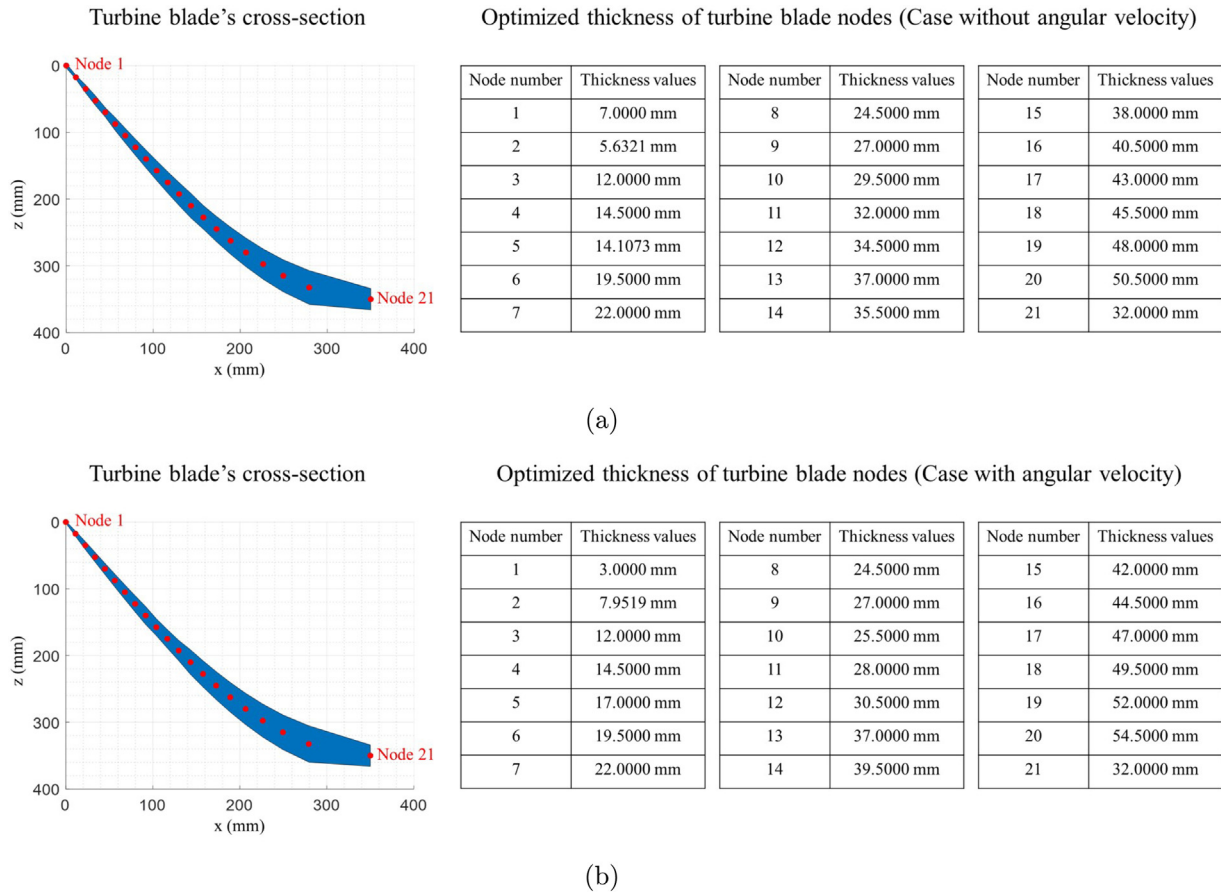 Turbine blade's cross-section
Optimized thickness of turbine blade nodes (Case without angular velocity)
Node 1
0
100
200
300
400
z (mm)
Node 21
0 100 200 300 400
x (mm)
Node number Thickness values Node number Thickness values Node number Thickness values
1 7.0000 mm 8 24.5000 mm 15 38.0000 mm
2 5.6321 mm 9 27.0000 mm 16 40.5000 mm
3 12.0000 mm 10 29.5000 mm 17 43.0000 mm
4 14.5000 mm 11 32.0000 mm 18 45.5000 mm
5 14.1073 mm 12 34.5000 mm 19 48.0000 mm
6 19.5000 mm 13 37.0000 mm 20 50.5000 mm
7 22.0000 mm 14 35.5000 mm 21 32.0000 mm
(a)
Turbine blade's cross-section
Optimized thickness of turbine blade nodes (Case with angular velocity)
Node 1
0
100
200
300
400
z (mm)
Node 21
0 100 200 300 400
x (mm)
Node number Thickness values Node number Thickness values Node number Thickness values
1 3.0000 mm 8 24.5000 mm 15 42.0000 mm
2 7.9519 mm 9 27.0000 mm 16 44.5000 mm
3 12.0000 mm 10 25.5000 mm 17 47.0000 mm
4 14.5000 mm 11 28.0000 mm 18 49.5000 mm
5 17.0000 mm 12 30.5000 mm 19 52.0000 mm
6 19.5000 mm 13 37.0000 mm 20 54.5000 mm
7 22.0000 mm 14 39.5000 mm 21 32.0000 mm
(b)